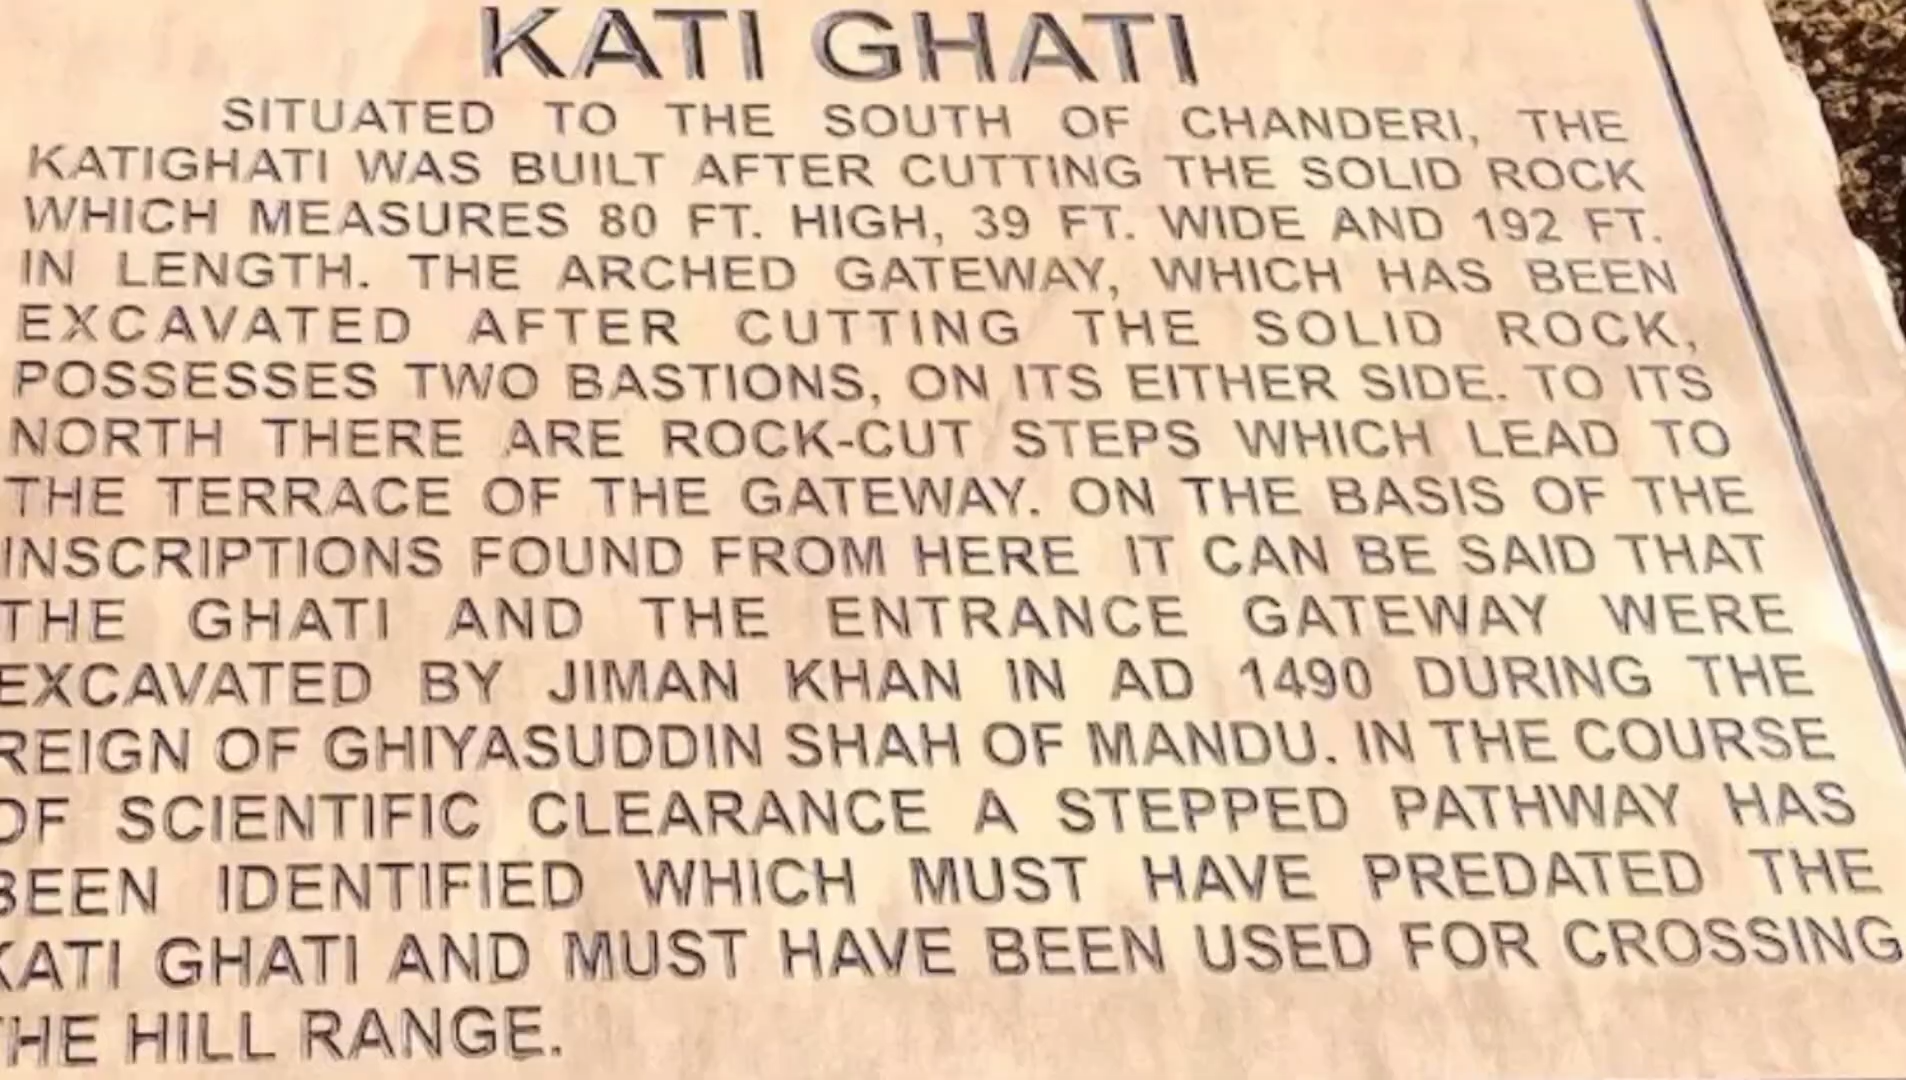 KATI GHATI
SITUATED TO THE SOUTH OF CHANDERI, THE
KATIGHATI WAS BUILT AFTER CUTTING THE SOLID ROCK
WHICH MEASURES 80 FT. HIGH, 39 FT. WIDE AND 192 FT.
IN LENGTH. THE ARCHED GATEWAY, WHICH HAS BEEN
EXCAVATED AFTER CUTTING THE SOLID ROCK,
POSSESSES TWO BASTIONS, ON ITS EITHER SIDE. TO ITS
NORTH THERE ARE ROCK-CUT STEPS WHICH LEAD TO
THE TERRACE OF THE GATEWAY. ON THE BASIS OF THE
INSCRIPTIONS FOUND FROM HERE IT CAN BE SAID THAT
THE GHATI AND THE ENTRANCE GATEWAY WERE
EXCAVATED BY JIMAN KHAN IN AD 1490 DURING THE
REIGN OF GHIYASUDDIN SHAH OF MANDU. IN THE COURSE
OF SCIENTIFIC CLEARANCE A STEPPED PATHWAY HAS
BEEN IDENTIFIED WHICH MUST HAVE PREDATED THE
KATI GHATI AND MUST HAVE BEEN USED FOR CROSSING
THE HILL RANGE.